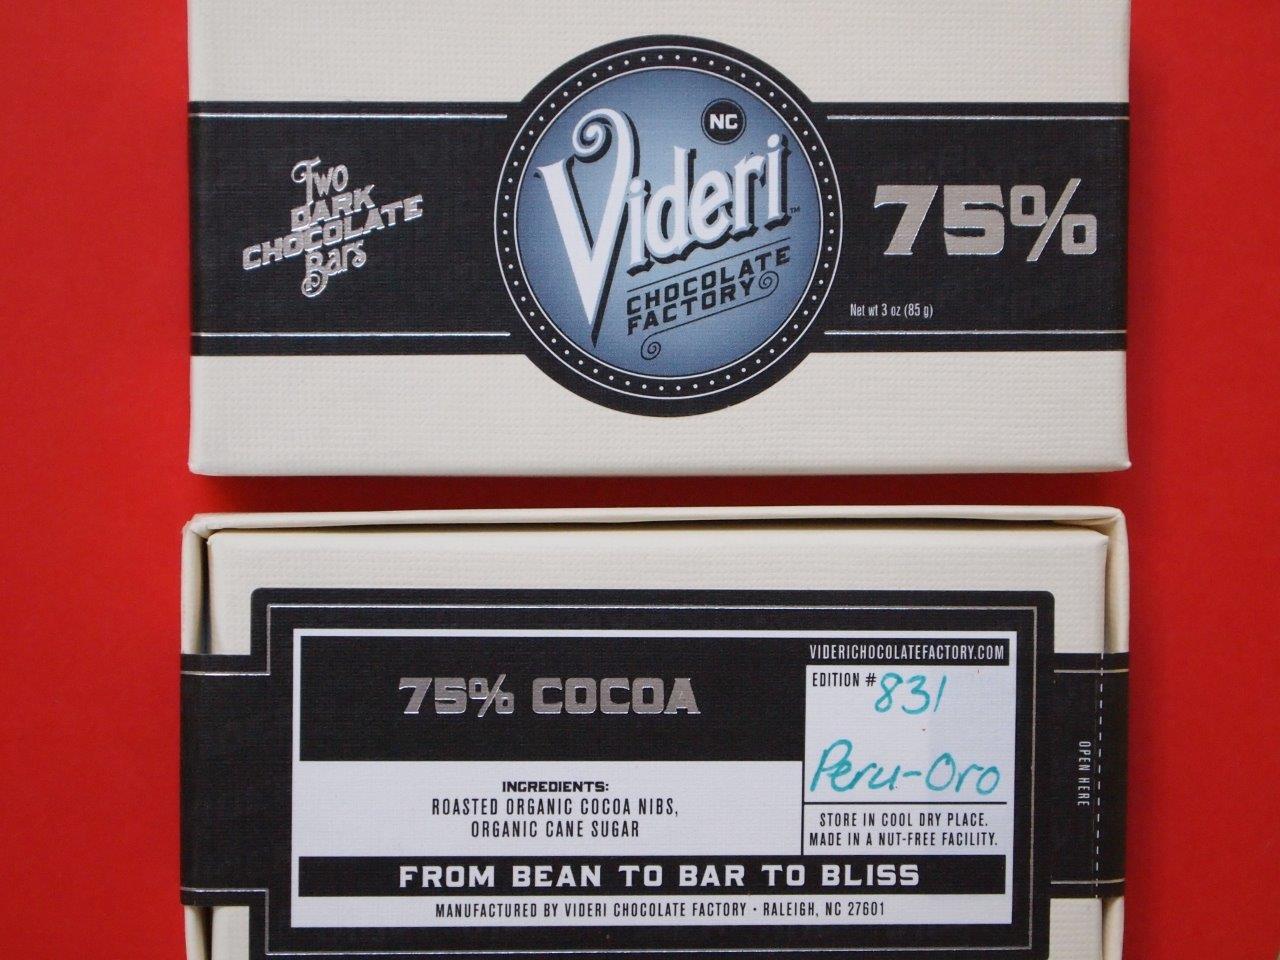 Two
DARK
CHOCOLATE
Bars
NC
Videri™
CHOCOLATE
FACTORY
75%
Net wt 3 oz (85 g)
VIDERICHOCOLATEFACTORY.COM
75% COCOA
EDITION # 831
Peru-Oro
INGREDIENTS:
ROASTED ORGANIC COCOA NIBS,
ORGANIC CANE SUGAR
STORE IN COOL DRY PLACE.
MADE IN A NUT-FREE FACILITY.
OPEN HERE
FROM BEAN TO BAR TO BLISS
MANUFACTURED BY VIDERI CHOCOLATE FACTORY · RALEIGH, NC 27601